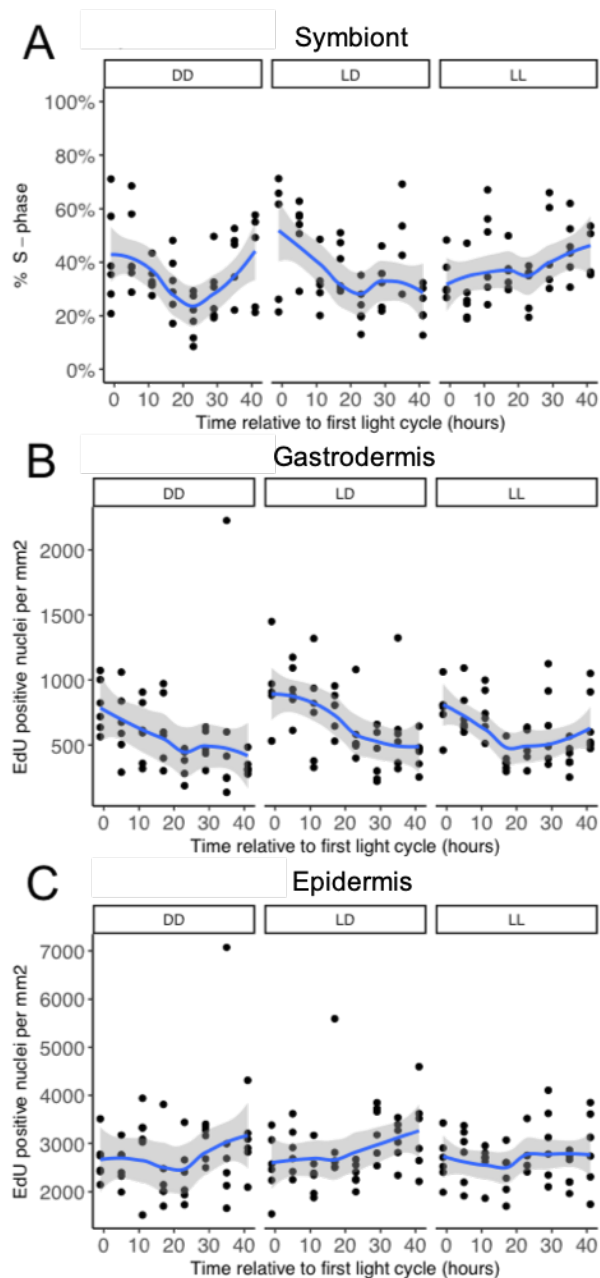 A Symbiont
DD LD LL
100%
80%
60%
40%
20%
0%
% S – phase
0 10 20 30 40 0 10 20 30 40 0 10 20 30 40
Time relative to first light cycle (hours)
B Gastrodermis
DD LD LL
2000
1500
1000
500
EdU positive nuclei per mm2
0 10 20 30 40 0 10 20 30 40 0 10 20 30 40
Time relative to first light cycle (hours)
C Epidermis
DD LD LL
7000
6000
5000
4000
3000
2000
EdU positive nuclei per mm2
0 10 20 30 40 0 10 20 30 40 0 10 20 30 40
Time relative to first light cycle (hours)